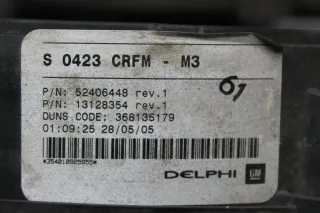 S 0423 CRFM - M3
61
P/N: 52406448 rev.1
P/N: 13128354 rev.1
DUNS CODE: 368135179
01:09:25 28/05/05
DELPHI GM